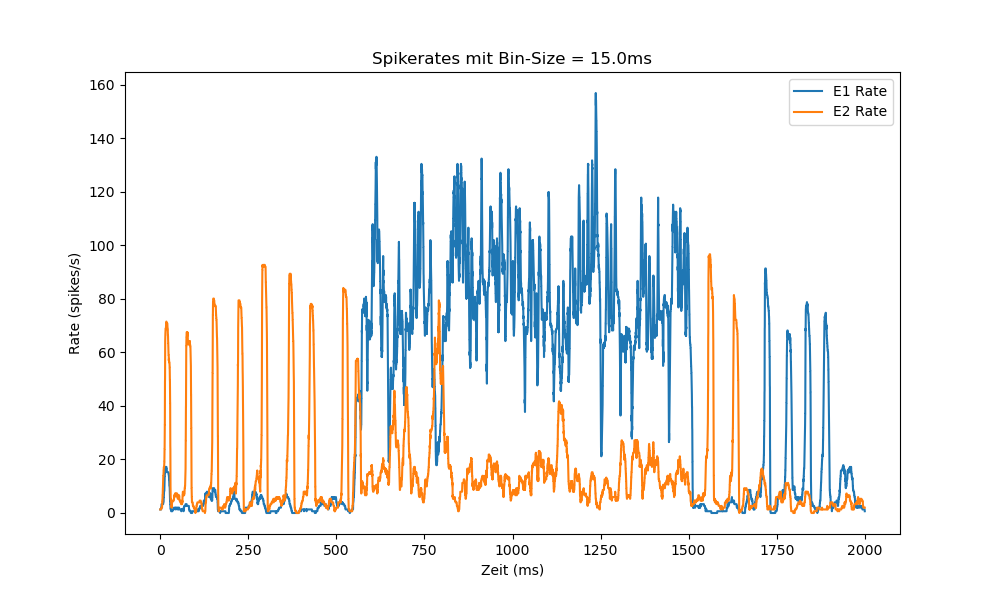 Spikerates mit Bin-Size = 15.0ms
E1 Rate
E2 Rate
Rate (spikes/s)
160
140
120
100
80
60
40
20
0
0 250 500 750 1000 1250 1500 1750 2000
Zeit (ms)